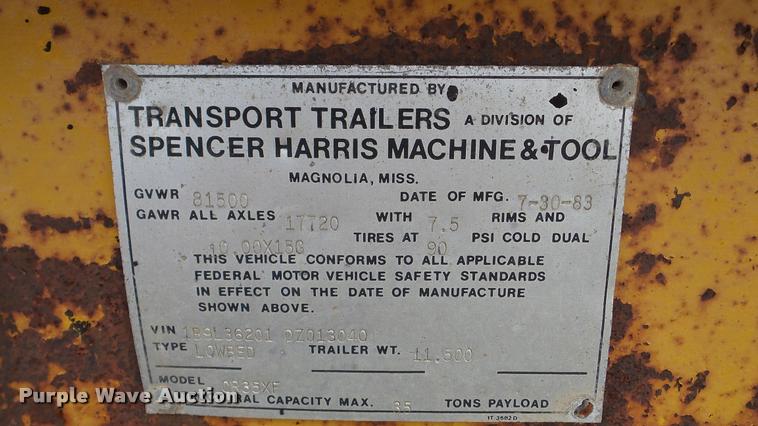 MANUFACTURED BY
TRANSPORT TRAILERS A DIVISION OF
SPENCER HARRIS MACHINE & TOOL
MAGNOLIA, MISS.
GVWR 81500 DATE OF MFG. 7-30-83
GAWR ALL AXLES 17720 WITH 7.5 RIMS AND
10.00X15G TIRES AT 90 PSI COLD DUAL
THIS VEHICLE CONFORMS TO ALL APPLICABLE
FEDERAL MOTOR VEHICLE SAFETY STANDARDS
IN EFFECT ON THE DATE OF MANUFACTURE
SHOWN ABOVE.
VIN
TYPE LOWBED TRAILER WT. 11,500
MODEL
CAPACITY MAX. 35 TONS PAYLOAD
Purple Wave Auction